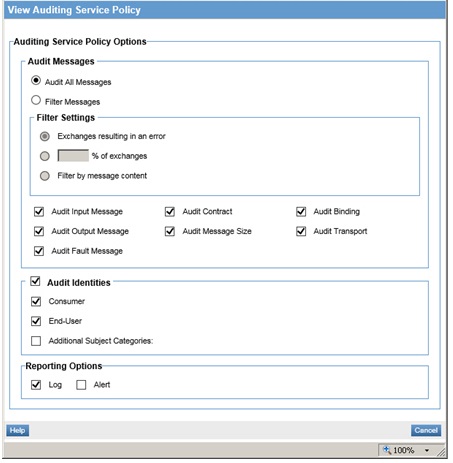 View Auditing Service Policy
Auditing Service Policy Options
Audit Messages
Audit All Messages
Filter Messages
Filter Settings
Exchanges resulting in an error
% of exchanges
Filter by message content
Audit Input Message Audit Contract Audit Binding
Audit Output Message Audit Message Size Audit Transport
Audit Fault Message
Audit Identities
Consumer
End-User
Additional Subject Categories:
Reporting Options
Log Alert
Help Cancel
100%